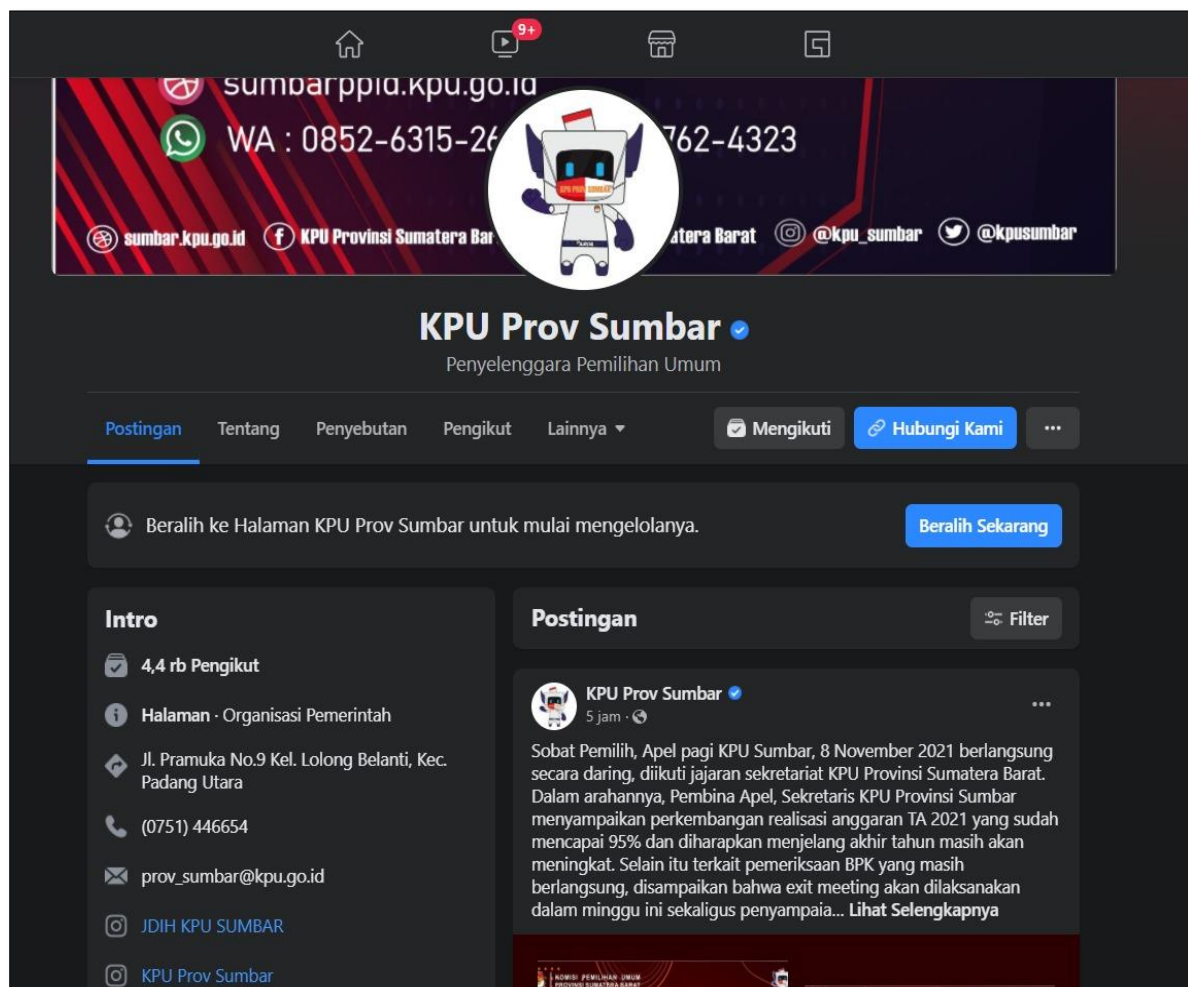 9+
sumbarppid.kpu.go.id
WA : 0852-6315-26 762-4323
sumbar.kpu.go.id KPU Provinsi Sumatera Bar atera Barat @kpu_sumbar @kpusumbar
KPU PROV SUMBAR
KPU Prov Sumbar
Penyelenggara Pemilihan Umum
Postingan Tentang Penyebutan Pengikut Lainnya Mengikuti Hubungi Kami ...
Beralih ke Halaman KPU Prov Sumbar untuk mulai mengelolanya. Beralih Sekarang
Intro
4,4 rb Pengikut
Halaman · Organisasi Pemerintah
Jl. Pramuka No.9 Kel. Lolong Belanti, Kec.
Padang Utara
(0751) 446654
prov_sumbar@kpu.go.id
JDIH KPU SUMBAR
KPU Prov Sumbar
Postingan Filter
KPU Prov Sumbar ...
5 jam ·
Sobat Pemilih, Apel pagi KPU Sumbar, 8 November 2021 berlangsung
secara daring, diikuti jajaran sekretariat KPU Provinsi Sumatera Barat.
Dalam arahannya, Pembina Apel, Sekretaris KPU Provinsi Sumbar
menyampaikan perkembangan realisasi anggaran TA 2021 yang sudah
mencapai 95% dan diharapkan menjelang akhir tahun masih akan
meningkat. Selain itu terkait pemeriksaan BPK yang masih
berlangsung, disampaikan bahwa exit meeting akan dilaksanakan
dalam minggu ini sekaligus penyampaia... Lihat Selengkapnya
KOMISI PEMILIHAN UMUM
PROVINSI SUMATERA BARAT